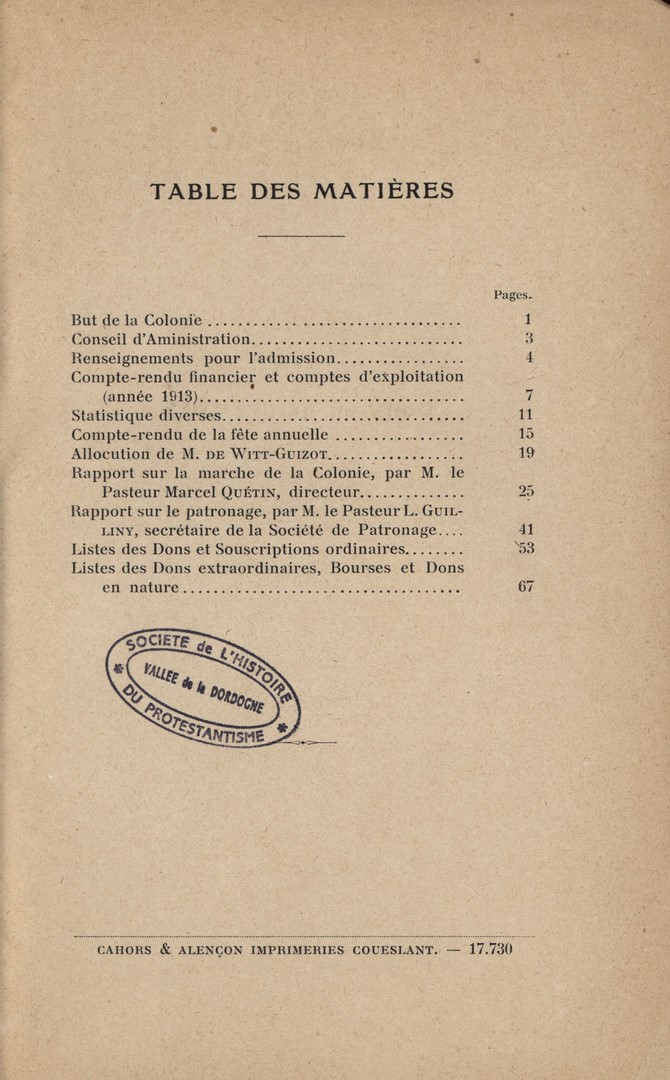 TABLE DES MATIÈRES
Pages.
But de la Colonie .................................... 1
Conseil d'Aministration........................... 3
Renseignements pour l'admission................. 4
Compte-rendu financier et comptes d'exploitation
(année 1913).................................. 7
Statistique diverses............................... 11
Compte-rendu de la fête annuelle ................. 15
Allocution de M. DE WITT-GUIZOT.................. 19
Rapport sur la marche de la Colonie, par M. le
Pasteur Marcel QUÉTIN, directeur.............. 25
Rapport sur le patronage, par M. le Pasteur L. GUIL-
LINY, secrétaire de la Société de Patronage.... 41
Listes des Dons et Souscriptions ordinaires........ 53
Listes des Dons extraordinaires, Bourses et Dons
en nature................................... 67
SOCIETE de L'HISTOIRE
VALLEE de la DORDOGNE
* DU PROTESTANTISME *
CAHORS & ALENÇON IMPRIMERIES COUESLANT. — 17.730